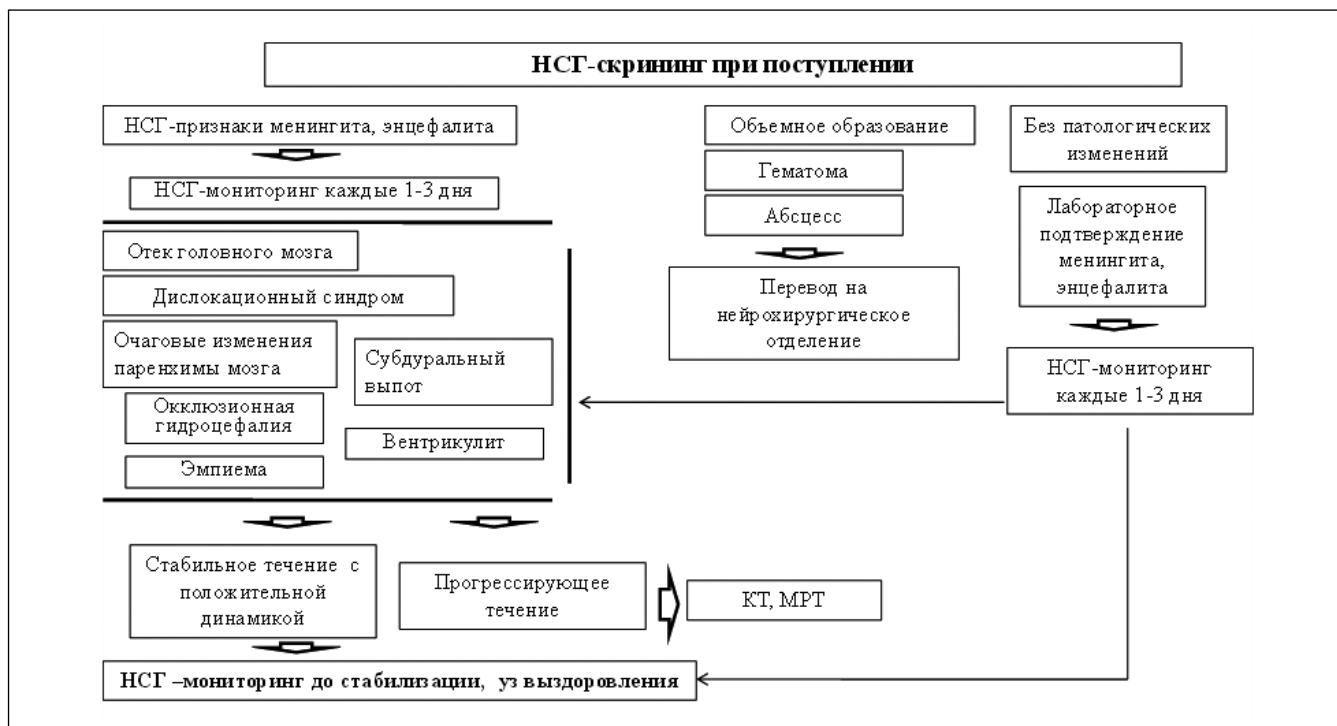 НСГ-скрининг при поступлении
НСГ-признаки менингита, энцефалита
НСГ-мониторинг каждые 1-3 дня
Отек головного мозга
Дислокационный синдром
Очаговые изменения
паренхимы мозга
Субдуральный
выпот
Окклюзионная
гидроцефалия
Вентрикулит
Эмпиема
Объемное образование
Гематома
Абсцесс
Перевод на
нейрохирургическое
отделение
Без патологических
изменений
Лабораторное
подтверждение
менингита,
энцефалита
НСГ-мониторинг
каждые 1-3 дня
Стабильное течение с
положительной
динамикой
Прогрессирующее
течение
КТ, МРТ
НСГ –мониторинг до стабилизации, уз выздоровления